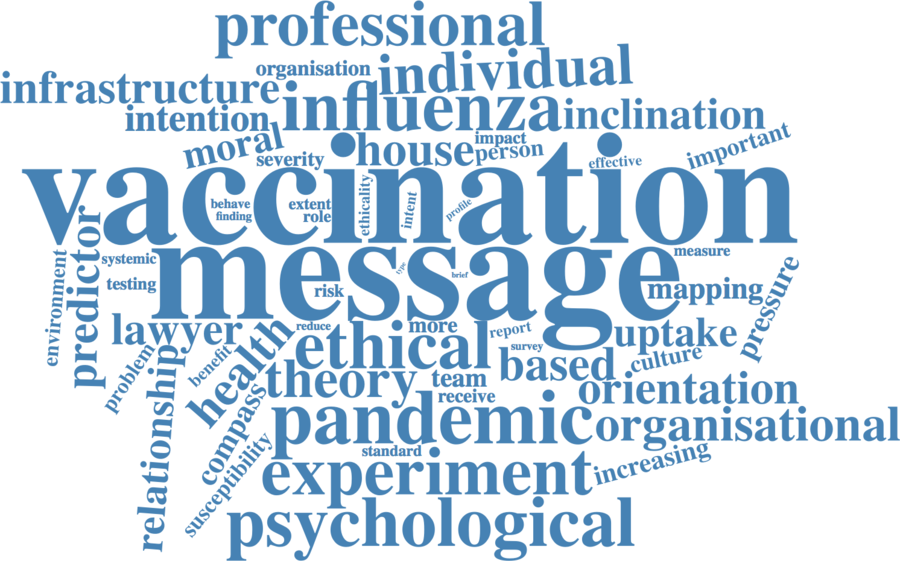 professional
organisation
individual
infrastructure
influenza
inclination
intention
moral
severity
house
impact
person
effective
important
vaccination
behave
finding
extent
role
ethicality
intent
profile
predictor
environment
systemic
testing
message
risk
type
brief
measure
mapping
pressure
lawyer
health
reduce
ethical
more
report
survey
uptake
culture
based
problem
benefit
relationship
compass
susceptibility
theory
team
receive
orientation
pandemic
organisational
standard
experiment
increasing
psychological